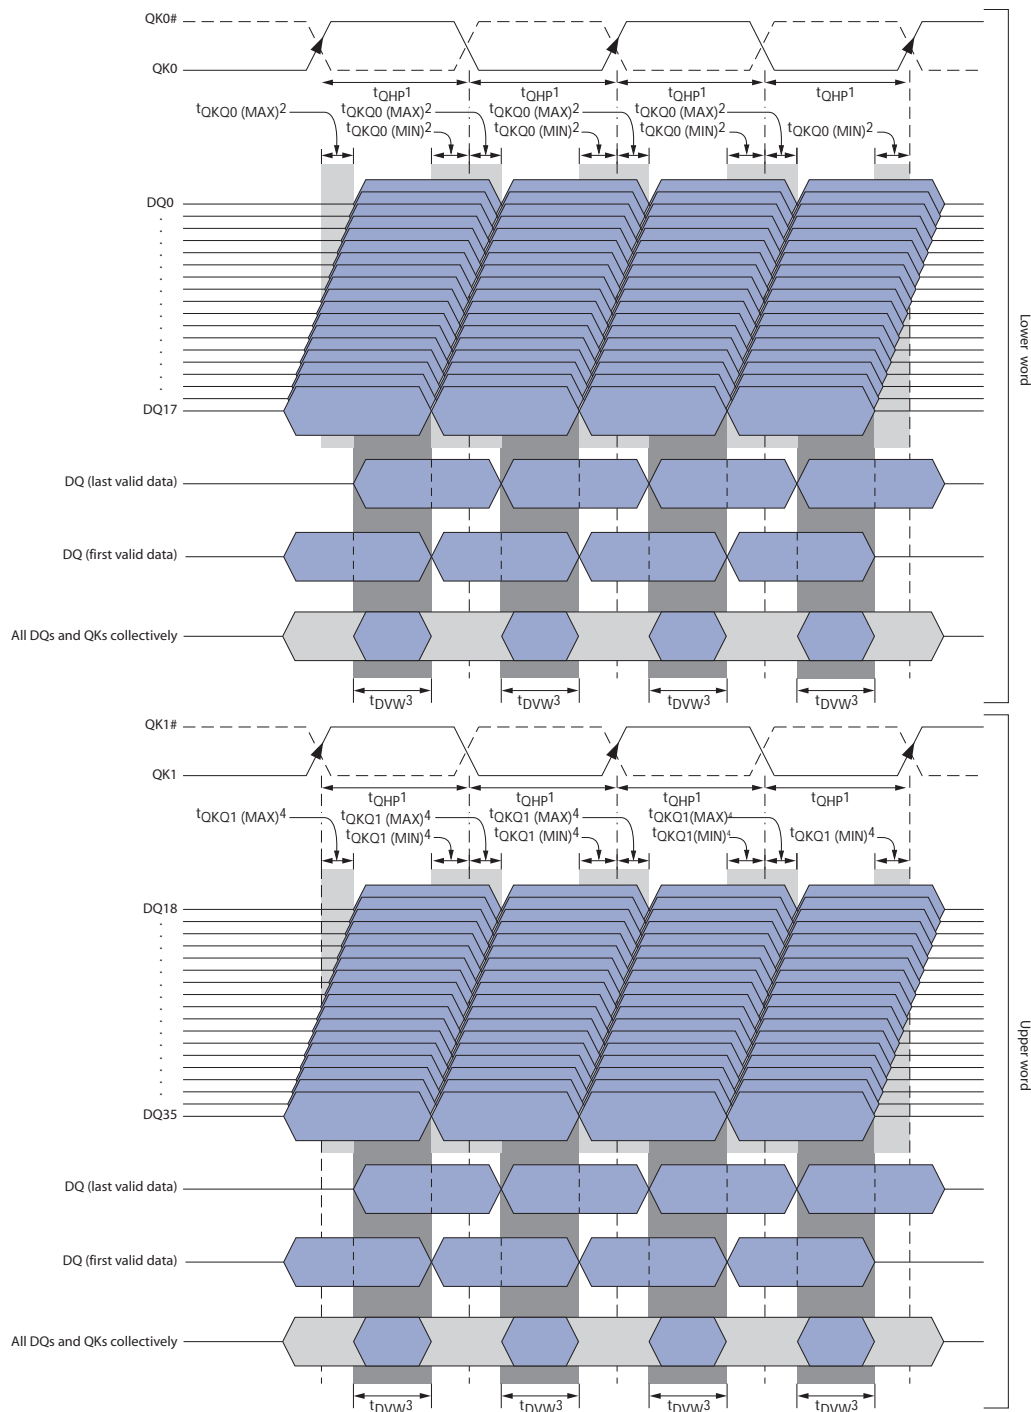 QK0#
QK0
tQHP1 tQHP1 tQHP1 tQHP1
tQKQ0 (MAX)2 tQKQ0 (MAX)2 tQKQ0 (MAX)2 tQKQ0 (MAX)2
tQKQ0 (MIN)2 tQKQ0 (MIN)2 tQKQ0 (MIN)2 tQKQ0 (MIN)2
DQ0
DQ17
DQ (last valid data)
DQ (first valid data)
All DQs and QKs collectively
tDVW3 tDVW3 tDVW3 tDVW3
Lower word
QK1#
QK1
tQHP1 tQHP1 tQHP1 tQHP1
tQKQ1 (MAX)4 tQKQ1 (MAX)4 tQKQ1 (MAX)4 tQKQ1(MAX)4
tQKQ1 (MIN)4 tQKQ1 (MIN)4 tQKQ1(MIN)4 tQKQ1 (MIN)4
DQ18
DQ35
DQ (last valid data)
DQ (first valid data)
All DQs and QKs collectively
tDVW3 tDVW3 tDVW3 tDVW3
Upper word